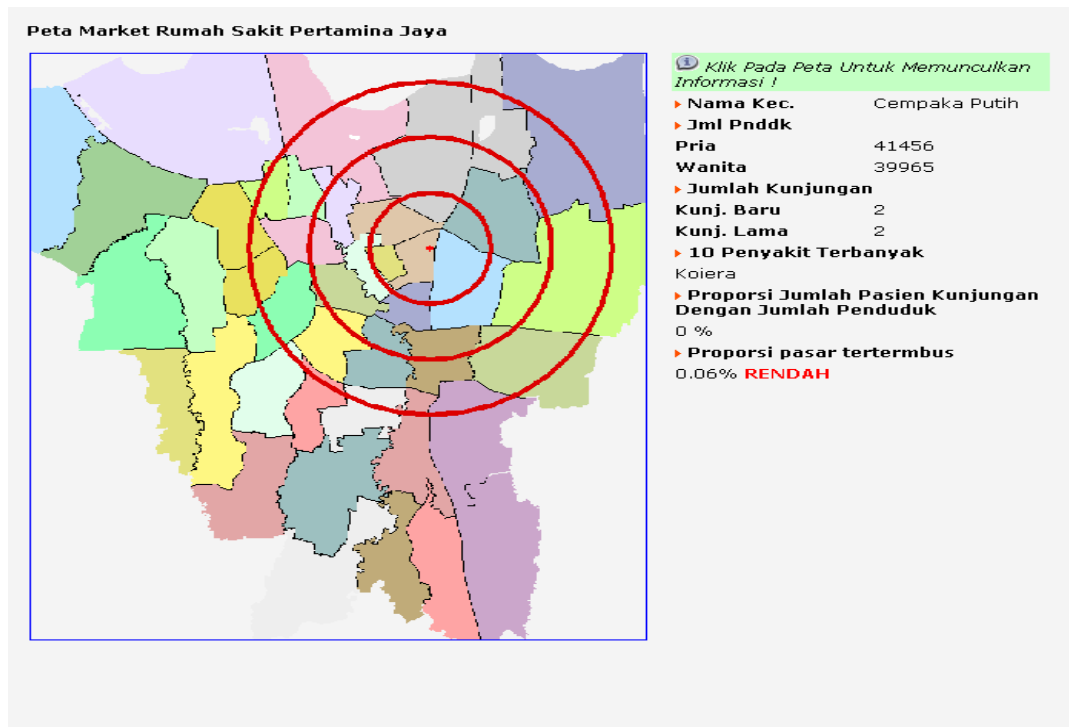 Peta Market Rumah Sakit Pertamina Jaya
Klik Pada Peta Untuk Memunculkan
Informasi !
Nama Kec. Cempaka Putih
Jml Pnddk
Pria 41456
Wanita 39965
Jumlah Kunjungan
Kunj. Baru 2
Kunj. Lama 2
10 Penyakit Terbanyak
Koiera
Proporsi Jumlah Pasien Kunjungan
Dengan Jumlah Penduduk
0 %
Proporsi pasar tertermbus
0.06% RENDAH